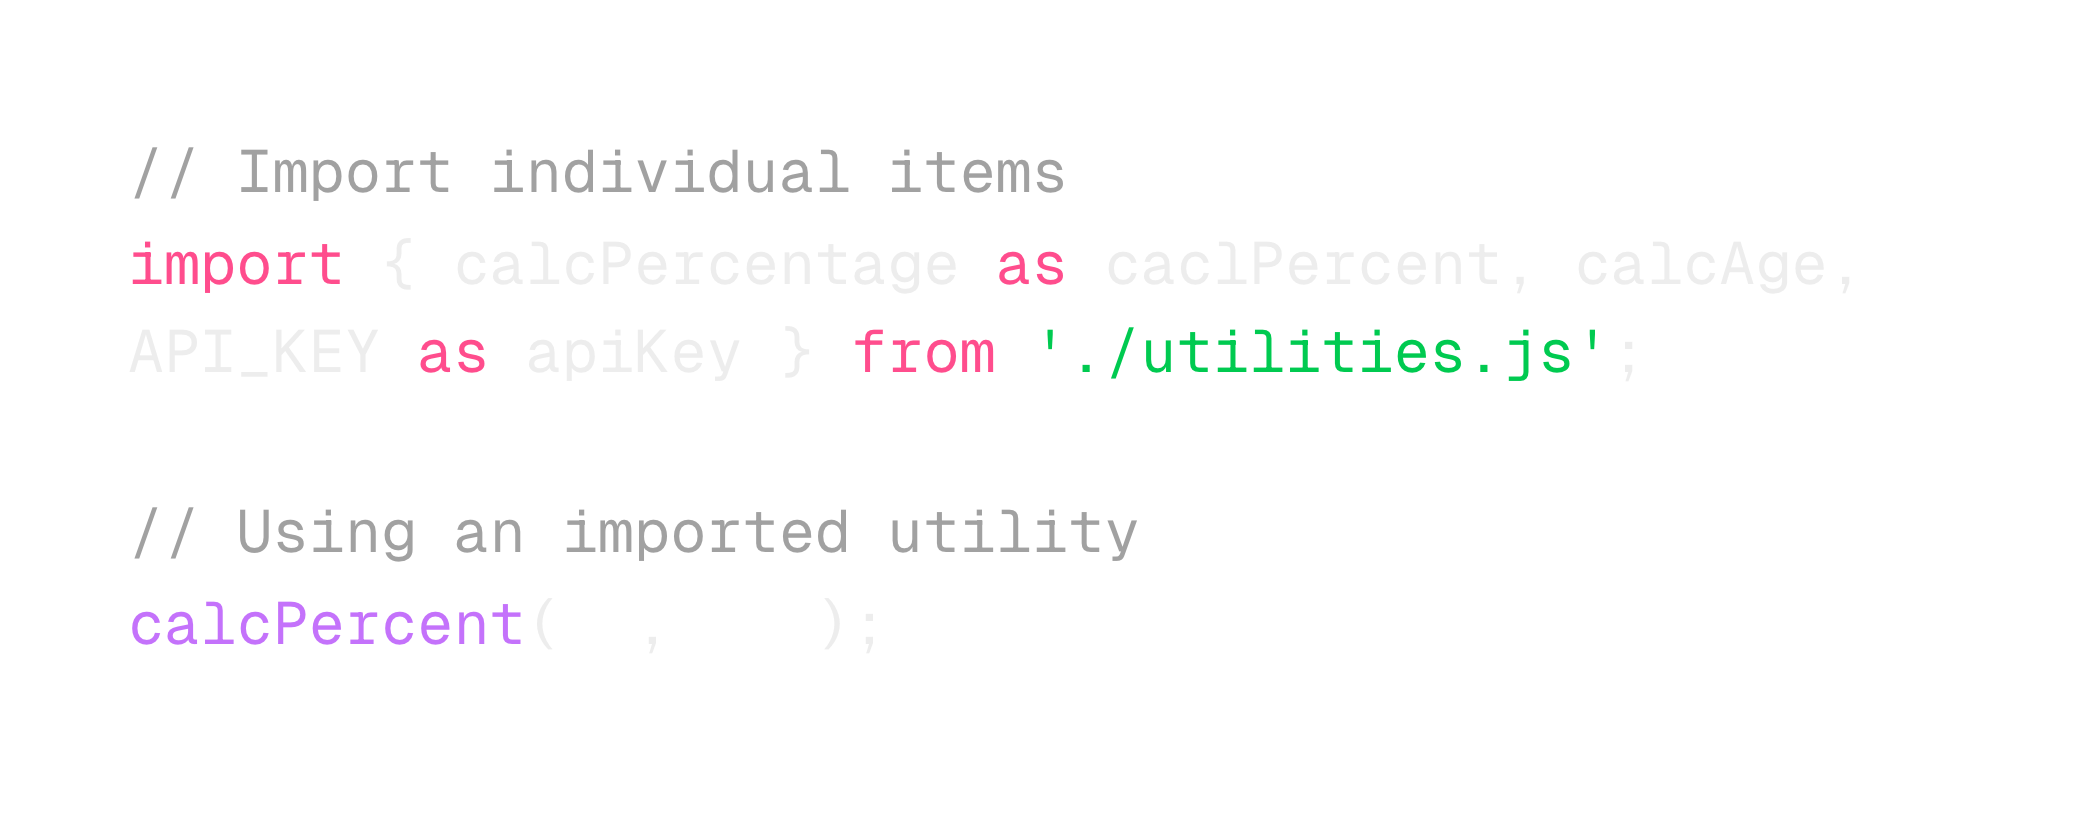 // Import individual items
import { calcPercentage as caclPercent, calcAge,
API_KEY as apiKey } from './utilities.js';
// Using an imported utility
calcPercent(  ,    );